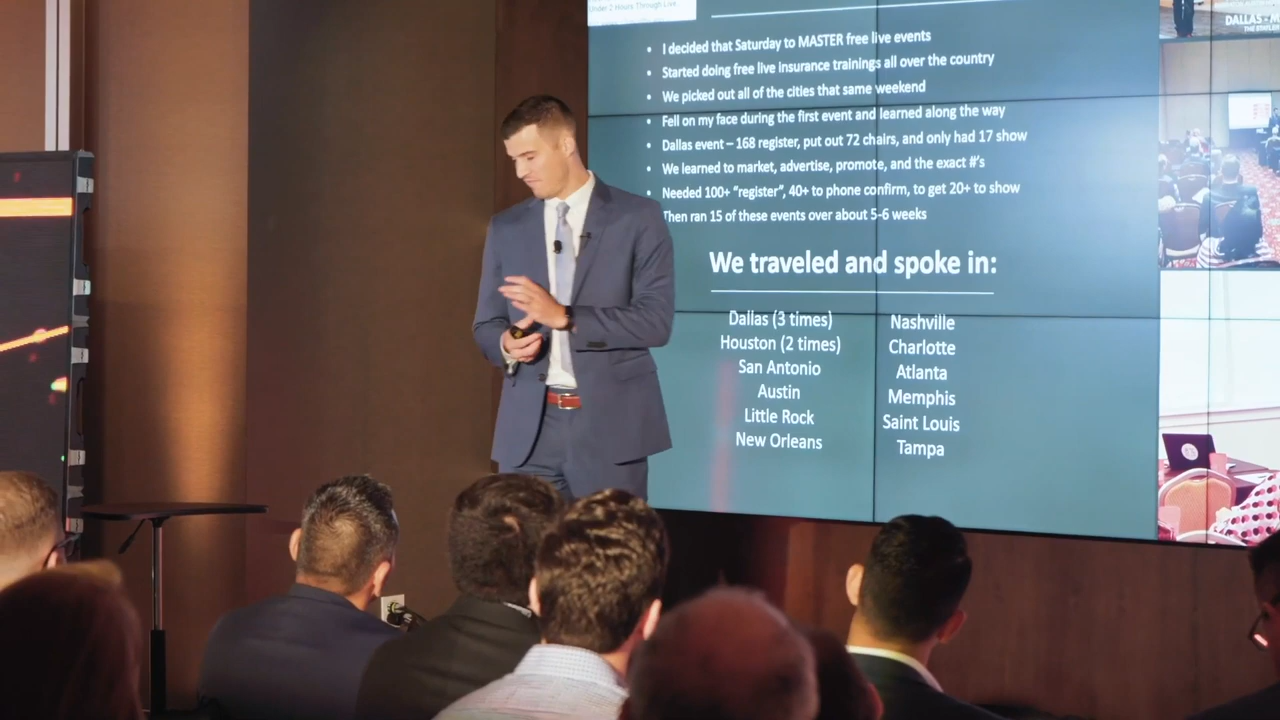 Under 2 Hours Through Live
DALLAS - 
• I decided that Saturday to MASTER free live events
• Started doing free live insurance trainings all over the country
• We picked out all of the cities that same weekend
• Fell on my face during the first event and learned along the way
• Dallas event – 168 register, put out 72 chairs, and only had 17 show
• We learned to market, advertise, promote, and the exact #'s
• Needed 100+ “register”, 40+ to phone confirm, to get 20+ to show
Then ran 15 of these events over about 5-6 weeks
We traveled and spoke in:
Dallas (3 times)
Houston (2 times)
San Antonio
Austin
Little Rock
New Orleans
Nashville
Charlotte
Atlanta
Memphis
Saint Louis
Tampa